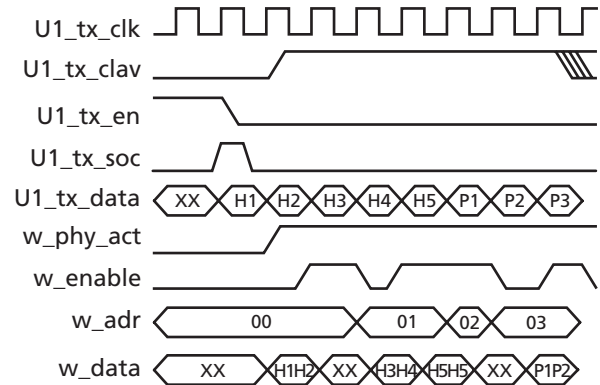 U1_tx_clk
U1_tx_clav
U1_tx_en
U1_tx_soc
U1_tx_data XX H1 H2 H3 H4 H5 P1 P2 P3
w_phy_act
w_enable
w_adr 00 01 02 03
w_data XX H1H2 XX H3H4 H5H5 XX P1P2